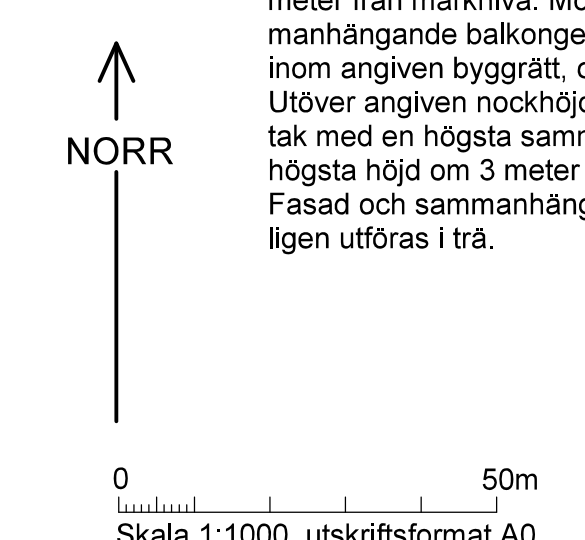 meter från marknivå. Mo
manhängande balkonge
inom angiven byggrätt, o
Utöver angiven nockhöjd
tak med en högsta samm
högsta höjd om 3 meter
Fasad och sammanhäng
ligen utföras i trä.
NORR
0 50m
Skala 1:1000, utskriftsformat A0